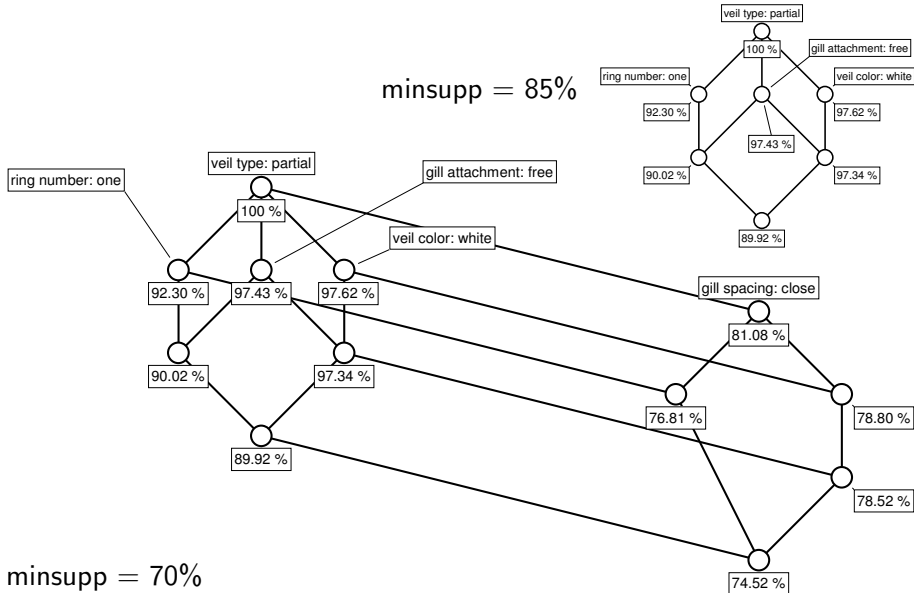 veil type: partial
100 %
gill attachment: free
ring number: one
veil color: white
minsupp = 85%
92.30 %
97.62 %
97.43 %
90.02 %
97.34 %
89.92 %
veil type: partial
gill attachment: free
ring number: one
100 %
veil color: white
92.30 %
97.43 %
97.62 %
gill spacing: close
81.08 %
90.02 %
97.34 %
76.81 %
78.80 %
89.92 %
78.52 %
minsupp = 70%
74.52 %